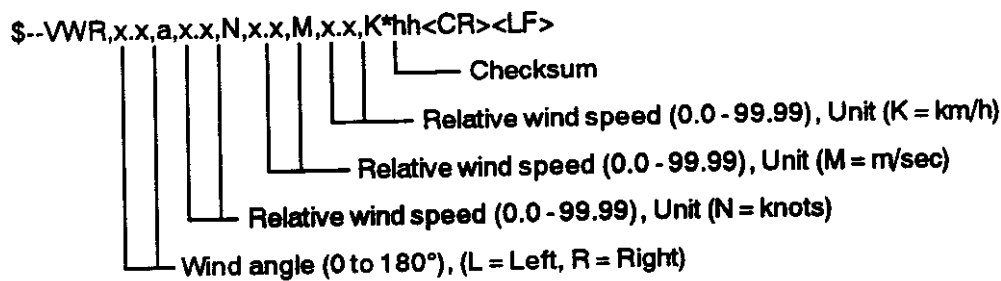 $--VWR,x.x,a,x.x,N,x.x,M,x.x,K*hh<CR><LF>
Checksum
Relative wind speed (0.0 - 99.99), Unit (K = km/h)
Relative wind speed (0.0 - 99.99), Unit (M = m/sec)
Relative wind speed (0.0 - 99.99), Unit (N = knots)
Wind angle (0 to 180°), (L = Left, R = Right)